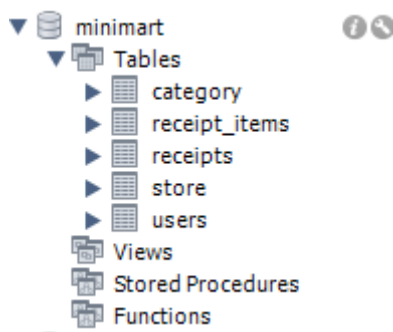 minimart
Tables
category
receipt_items
receipts
store
users
Views
Stored Procedures
Functions